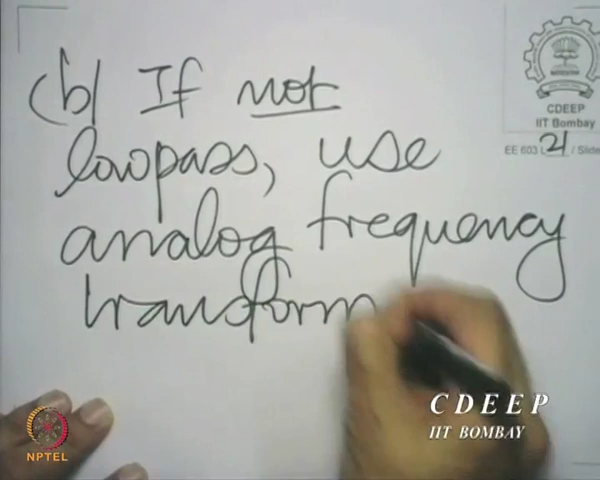 (b) If not
lowpass, use
analog frequency
transform
CDEEP
IIT Bombay
EE 603 L 21 / Slide
CDEEP
IIT BOMBAY
NPTEL